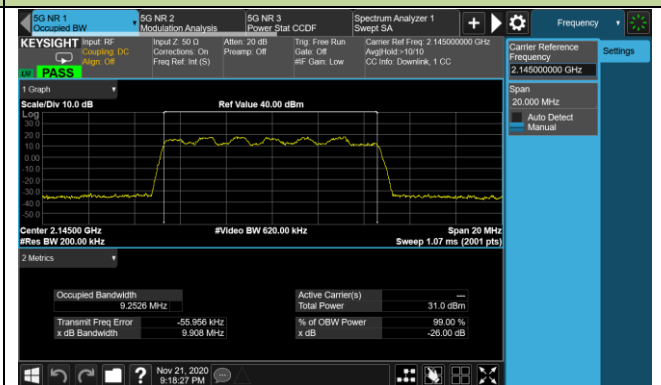 5G NR 1
Occupied BW
5G NR 2
Modulation Analysis
5G NR 3
Power Stat CCDF
Spectrum Analyzer 1
Swept SA
Frequency
KEYSIGHT
Input: RF
Coupling: DC
Align: Off
Input Z: 50 Ω
Corrections: On
Freq Ref: Int (S)
Atten: 20 dB
Preamp: Off
Trig: Free Run
Gate: Off
#IF Gain: Low
Carrier Ref Freq: 2.145000000 GHz
Avg|Hold:>10/10
CC Info: Downlink, 1 CC
PASS
Carrier Reference
Frequency
2.145000000 GHz
Settings
Span
20.000 MHz
Auto Detect
Manual
1 Graph
Scale/Div 10.0 dB
Ref Value 40.00 dBm
Log
30.0
20.0
10.0
0.00
-10.0
-20.0
-30.0
-40.0
-50.0
Center 2.14500 GHz
#Video BW 620.00 kHz
Span 20 MHz
#Res BW 200.00 kHz
Sweep 1.07 ms (2001 pts)
2 Metrics
Occupied Bandwidth
9.2526 MHz
Active Carrier(s)
—
Total Power
31.0 dBm
Transmit Freq Error
-55.956 kHz
% of OBW Power
99.00 %
x dB Bandwidth
9.908 MHz
x dB
-26.00 dB
?
Nov 21, 2020
9:18:27 PM